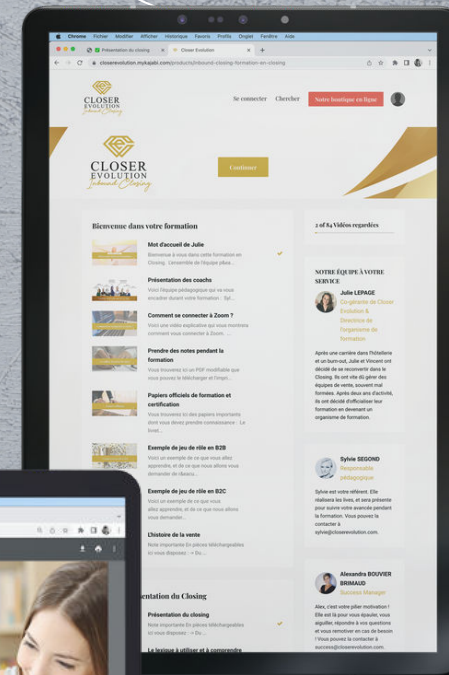 Chrome Fichier Modifier Afficher Historique Favoris Profils Onglet Fenêtre Aide
Présentation du closing
Closer Evolution
closerevolution.mykajabi.com/products/inbound-closing-formation-en-closing
CLOSER
EVOLUTION
Inbound Closing
Se connecter Chercher Notre boutique en ligne
CLOSER
EVOLUTION
Inbound Closing
Continuer
Bienvenue dans votre formation
Mot d'accueil de Julie
Bienvenue à vous dans cette formation en
Closing. L'ensemble de l'équipe
Présentation des coachs
Voici l'équipe pédagogique qui va vous
encadrer durant votre formation : Syl...
Comment se connecter à Zoom ?
Voici une vidéo explicative qui vous montrera
comment vous connecter à Zoom. ...
Prendre des notes pendant la
formation
Vous trouverez ici un PDF modifiable que
vous pouvez le télécharger et l'impri...
Papiers officiels de formation et
certification
Vous trouverez ici des papiers importants
dont vous devez prendre connaissance : Le
livret...
Exemple de jeu de rôle en B2B
Voici un exemple de ce que vous allez
apprendre, et de ce que nous allons vous
demander de
Exemple de jeu de rôle en B2C
Voici un exemple de ce que vous
allez apprendre, et de ce que nous allons
vous demander...
L'histoire de la vente
Note importante En pièces téléchargeables
ici vous disposez : -
entation du Closing
Présentation du closing
Note importante En pièces téléchargeables
ici vous disposez : -
Le lexique à utiliser et à comprendre
2 of 84 Vidéos regardées
NOTRE ÉQUIPE À VOTRE
SERVICE
Julie LEPAGE
Co-gérante de Closer
Evolution &
Directrice de
l'organisme de
formation
Après une carrière dans l'hôtellerie
et un burn-out, Julie et Vincent ont
décidé de se reconvertir dans le
Closing. Ils ont vite dû gérer des
équipes de vente, souvent mal
formées. Après deux ans d'activité,
ils ont décidé d'officialiser leur
formation en devenant un
organisme de formation.
Sylvie SEGOND
Responsable
pédagogique
Sylvie est votre référent. Elle
réalisera les lives, et sera présente
pour suivre votre avancée pendant
la formation. Vous pouvez la
contacter à
sylvie@closerevolution.com.
Alexandra BOUVIER
BRIMAUD
Success Manager
Alex, c'est votre pilier motivation !
Elle est là pour vous épauler, vous
aiguiller, répondre à vos questions
et vous remotiver en cas de besoin
! Vous pouvez la contacter à
success@closerevolution.com.